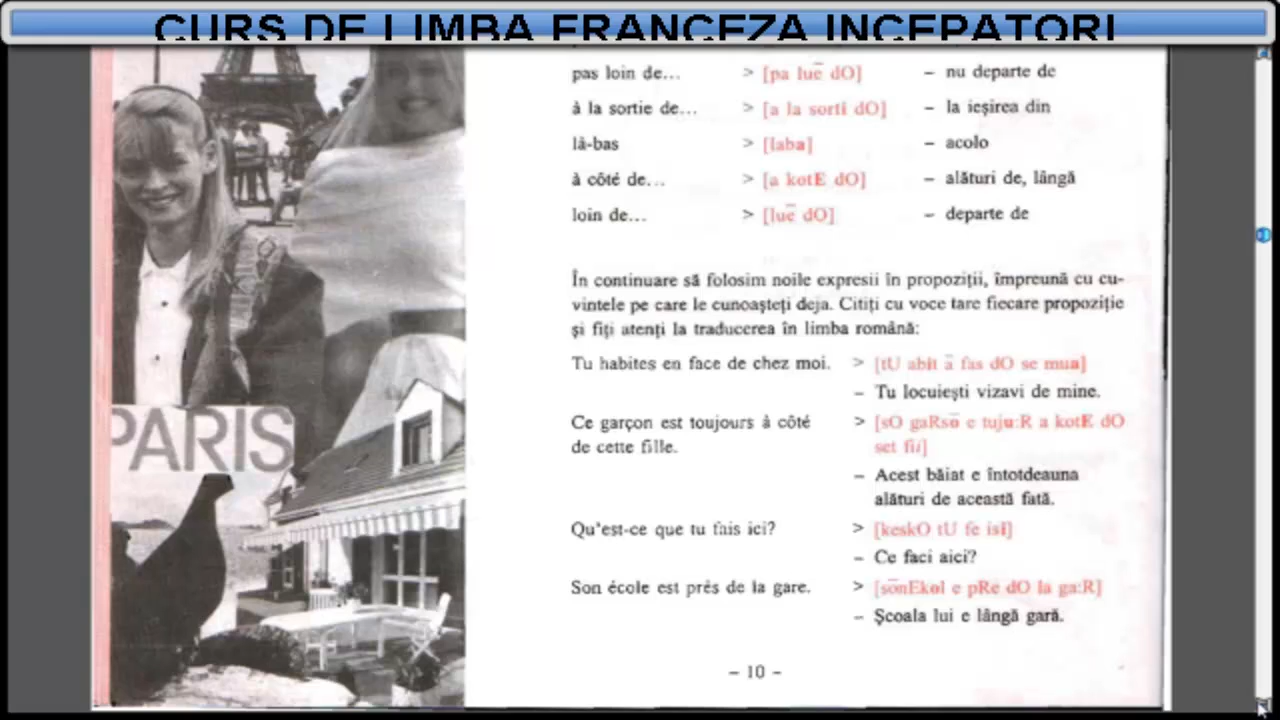 CURS DE LIMBA FRANCEZA INCEPATORI
pas loin de... > [pa luē dO] – nu departe de
à la sortie de... > [a la sorti dO] – la ieşirea din
là-bas > [laba] – acolo
à côté de... > [a kotE dO] – alături de, lângă
loin de... > [luē dO] – departe de
În continuare să folosim noile expresii în propoziţii, împreună cu cu-
vintele pe care le cunoaşteţi deja. Citiţi cu voce tare fiecare propoziţie
şi fiţi atenţi la traducerea în limba română:
Tu habites en face de chez moi. > [tU abit ā fas dO se mua]
– Tu locuieşti vizavi de mine.
Ce garçon est toujours à côté > [sO gaRsō e tuju:R a kotE dO
de cette fille. set fii]
– Acest băiat e întotdeauna
alături de această fată.
Qu'est-ce que tu fais ici? > [keskO tU fe isi]
– Ce faci aici?
Son école est près de la gare. > [sōnEkol e pRe dO la ga:R]
– Şcoala lui e lângă gară.
PARIS
– 10 –